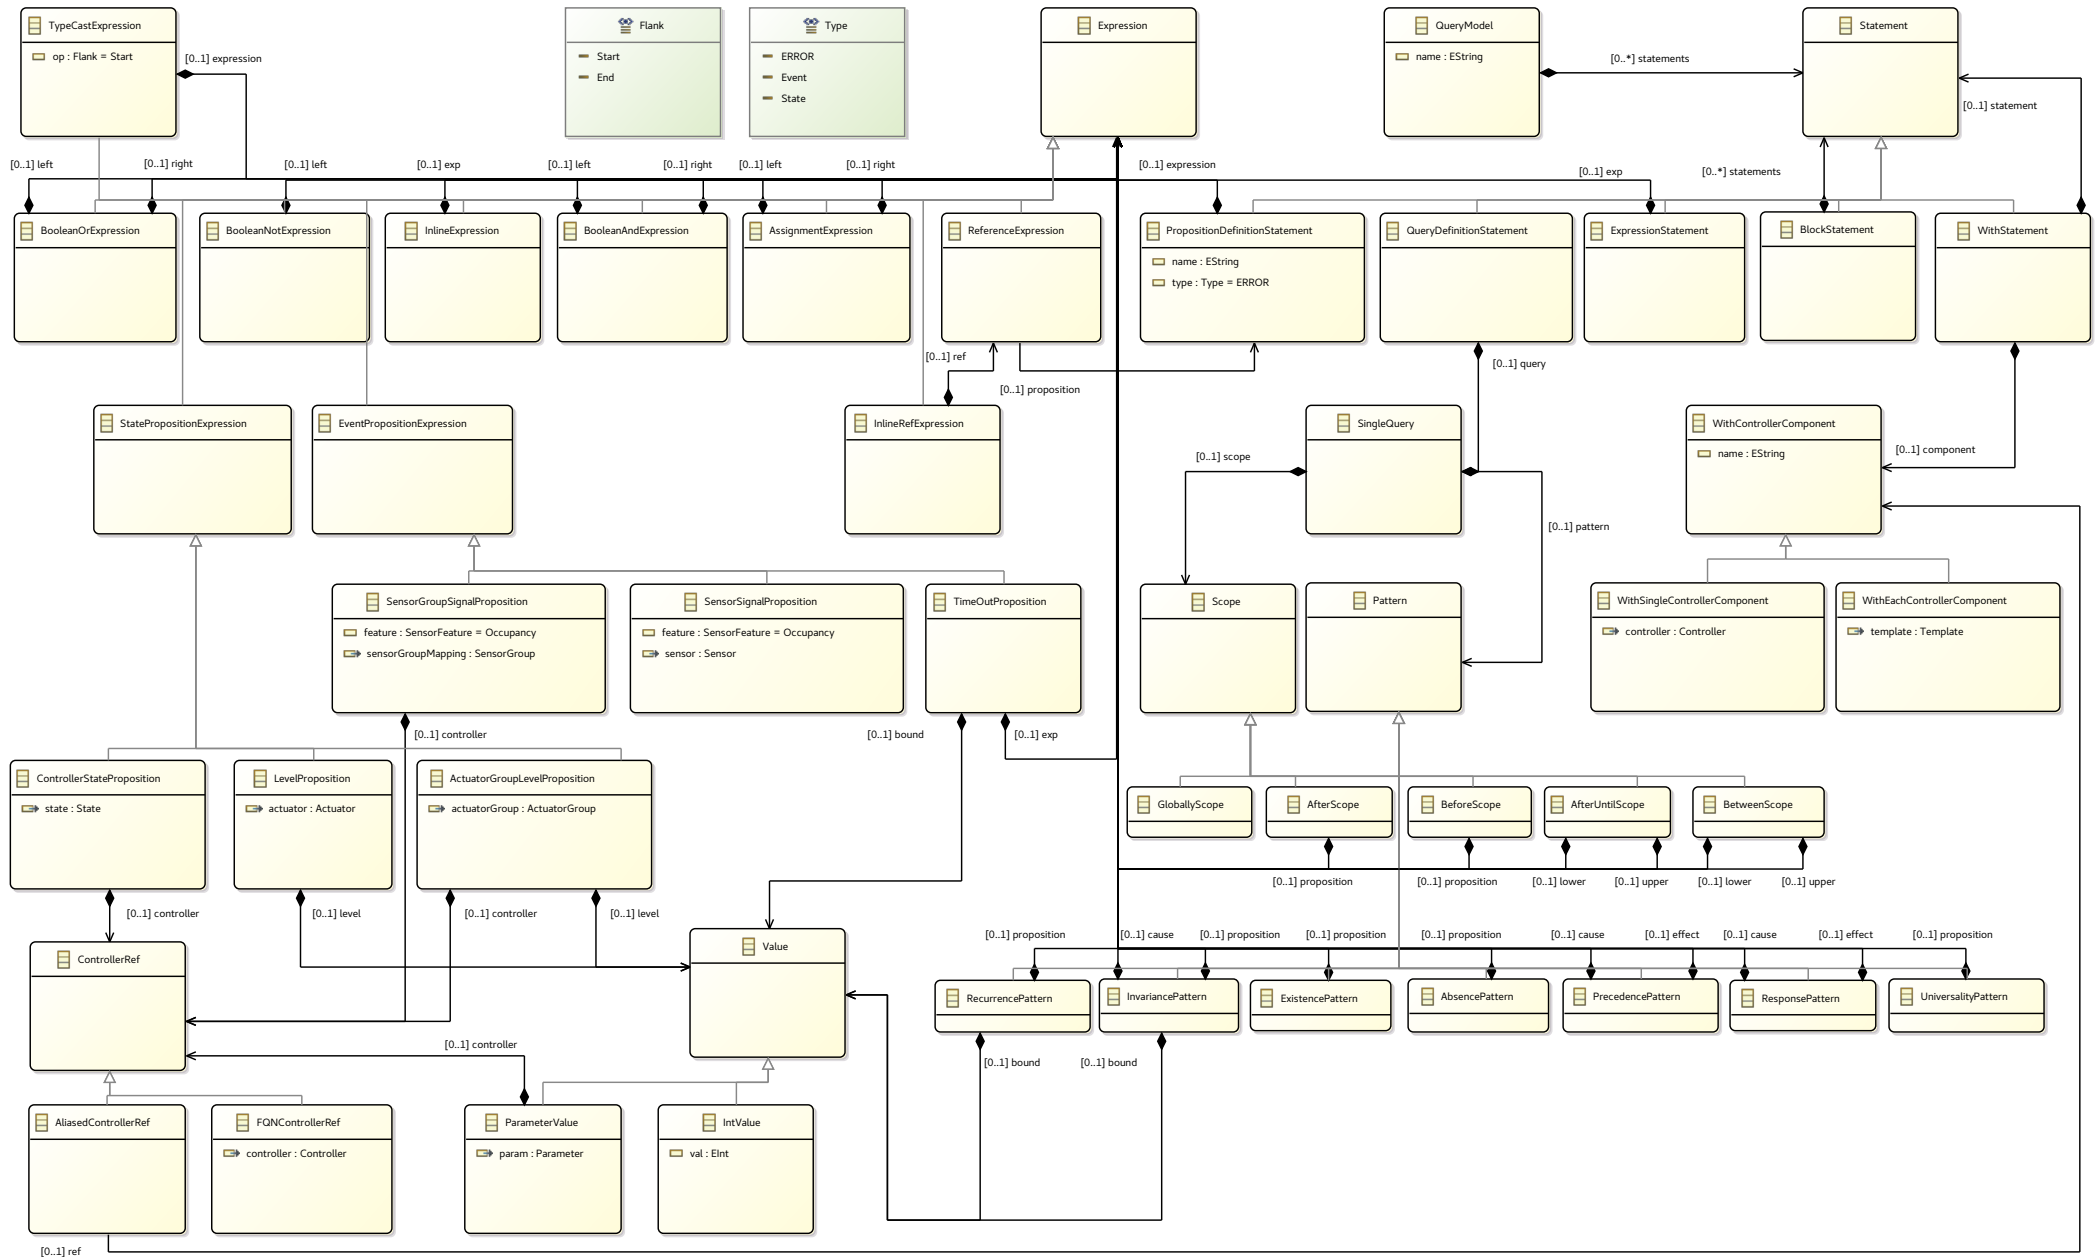 TypeCastExpression
op : Flank = Start
[0..1] expression
Flank
Start
End
Type
ERROR
Event
State
Expression
QueryModel
name : EString
[0..*] statements
Statement
[0..1] statement
[0..1] left
[0..1] right
[0..1] left
[0..1] exp
[0..1] left
[0..1] right
[0..1] left
[0..1] right
[0..1] expression
[0..1] exp
[0..*] statements
BooleanOrExpression
BooleanNotExpression
InlineExpression
BooleanAndExpression
AssignmentExpression
ReferenceExpression
PropositionDefinitionStatement
name : EString
type : Type = ERROR
QueryDefinitionStatement
ExpressionStatement
BlockStatement
WithStatement
[0..1] ref
[0..1] proposition
[0..1] query
StatePropositionExpression
EventPropositionExpression
InlineRefExpression
SingleQuery
[0..1] scope
[0..1] pattern
WithControllerComponent
name : EString
[0..1] component
SensorGroupSignalProposition
feature : SensorFeature = Occupancy
sensorGroupMapping : SensorGroup
SensorSignalProposition
feature : SensorFeature = Occupancy
sensor : Sensor
TimeOutProposition
Scope
Pattern
WithSingleControllerComponent
controller : Controller
WithEachControllerComponent
template : Template
[0..1] controller
[0..1] bound
[0..1] exp
ControllerStateProposition
state : State
LevelProposition
actuator : Actuator
ActuatorGroupLevelProposition
actuatorGroup : ActuatorGroup
GloballyScope
AfterScope
BeforeScope
AfterUntilScope
BetweenScope
[0..1] proposition
[0..1] proposition
[0..1] lower
[0..1] upper
[0..1] lower
[0..1] upper
[0..1] controller
[0..1] level
[0..1] controller
[0..1] level
ControllerRef
Value
[0..1] proposition
[0..1] cause
[0..1] proposition
[0..1] proposition
[0..1] proposition
[0..1] cause
[0..1] effect
[0..1] cause
[0..1] effect
[0..1] proposition
RecurrencePattern
InvariancePattern
ExistencePattern
AbsencePattern
PrecedencePattern
ResponsePattern
UniversalityPattern
[0..1] controller
[0..1] bound
[0..1] bound
AliasedControllerRef
FQNControllerRef
controller : Controller
ParameterValue
param : Parameter
IntValue
val : EInt
[0..1] ref